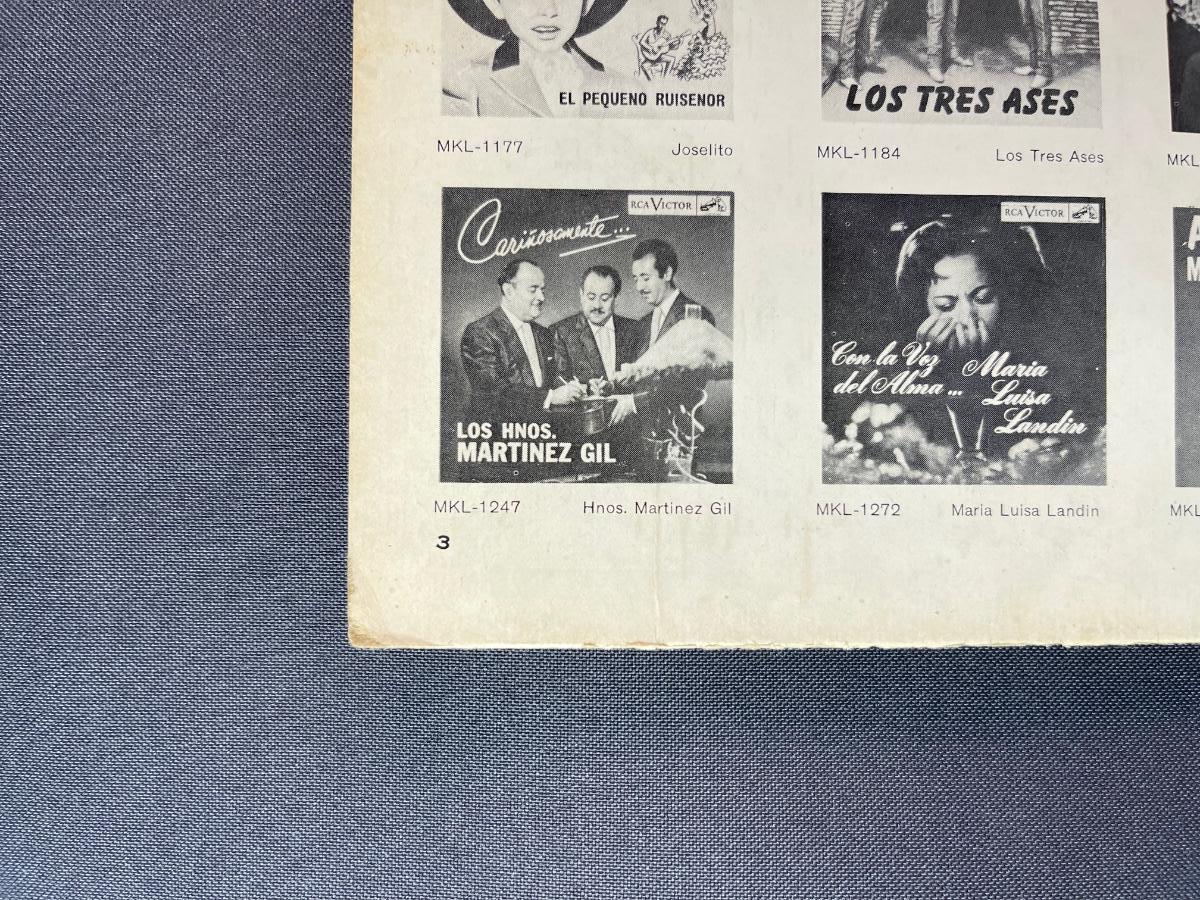 EL PEQUENO RUISENOR
LOS TRES ASES
MKL-1177
Joselito
MKL-1184
Los Tres Ases
MKL
RCA VICTOR
Cariñosamente...
LOS HNOS.
MARTINEZ GIL
RCA VICTOR
Con la Voz
del Alma...
Maria
Luisa
Landin
A
M
MKL-1247
Hnos. Martinez Gil
MKL-1272
Maria Luisa Landin
MKL
3